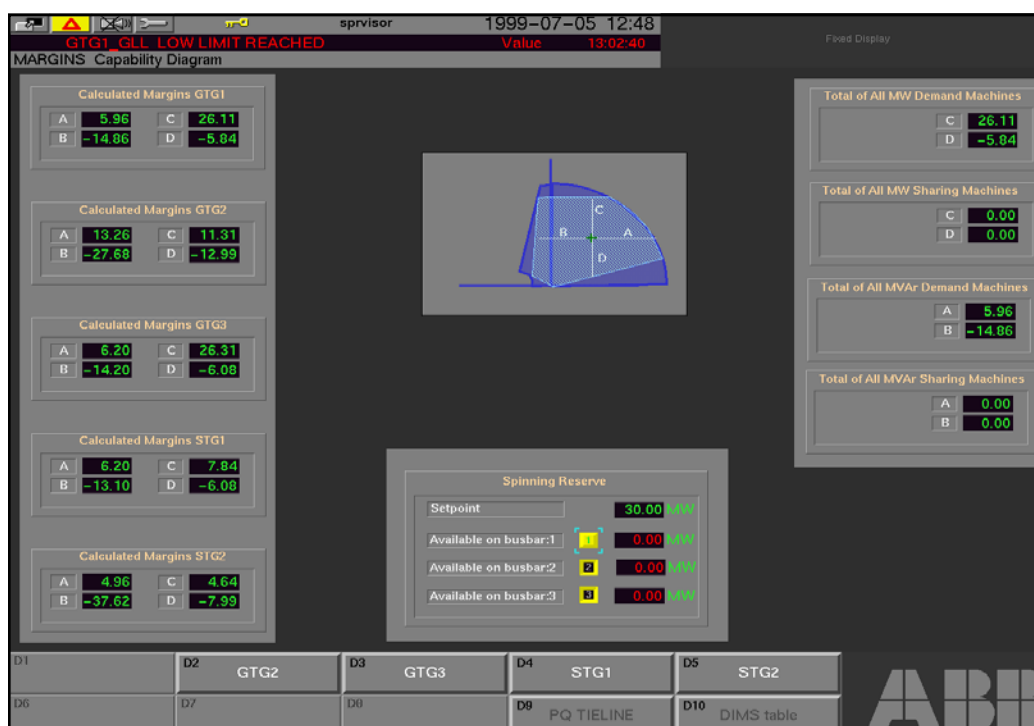 sprvisor 1999-07-05 12:48
GTG1_GLL LOW LIMIT REACHED Value 13:02:40
Fixed Display
MARGINS Capability Diagram
Calculated Margins GTG1
A 5.96 C 26.11
B -14.86 D -5.84
Calculated Margins GTG2
A 13.26 C 11.31
B -27.68 D -12.99
Calculated Margins GTG3
A 6.20 C 26.31
B -14.20 D -6.08
Calculated Margins STG1
A 6.20 C 7.84
B -13.10 D -6.08
Calculated Margins STG2
A 4.96 C 4.64
B -37.62 D -7.99
C
B A
D
Spinning Reserve
Setpoint 30.00 MW
Available on busbar:1 1 0.00 MW
Available on busbar:2 2 0.00 MW
Available on busbar:3 3 0.00 MW
Total of All MW Demand Machines
C 26.11
D -5.84
Total of All MW Sharing Machines
C 0.00
D 0.00
Total of All MVAr Demand Machines
A 5.96
B -14.86
Total of All MVAr Sharing Machines
A 0.00
B 0.00
D1 D2 GTG2 D3 GTG3 D4 STG1 D5 STG2
D6 D7 D8 D9 PQ TIELINE D10 DIMS table